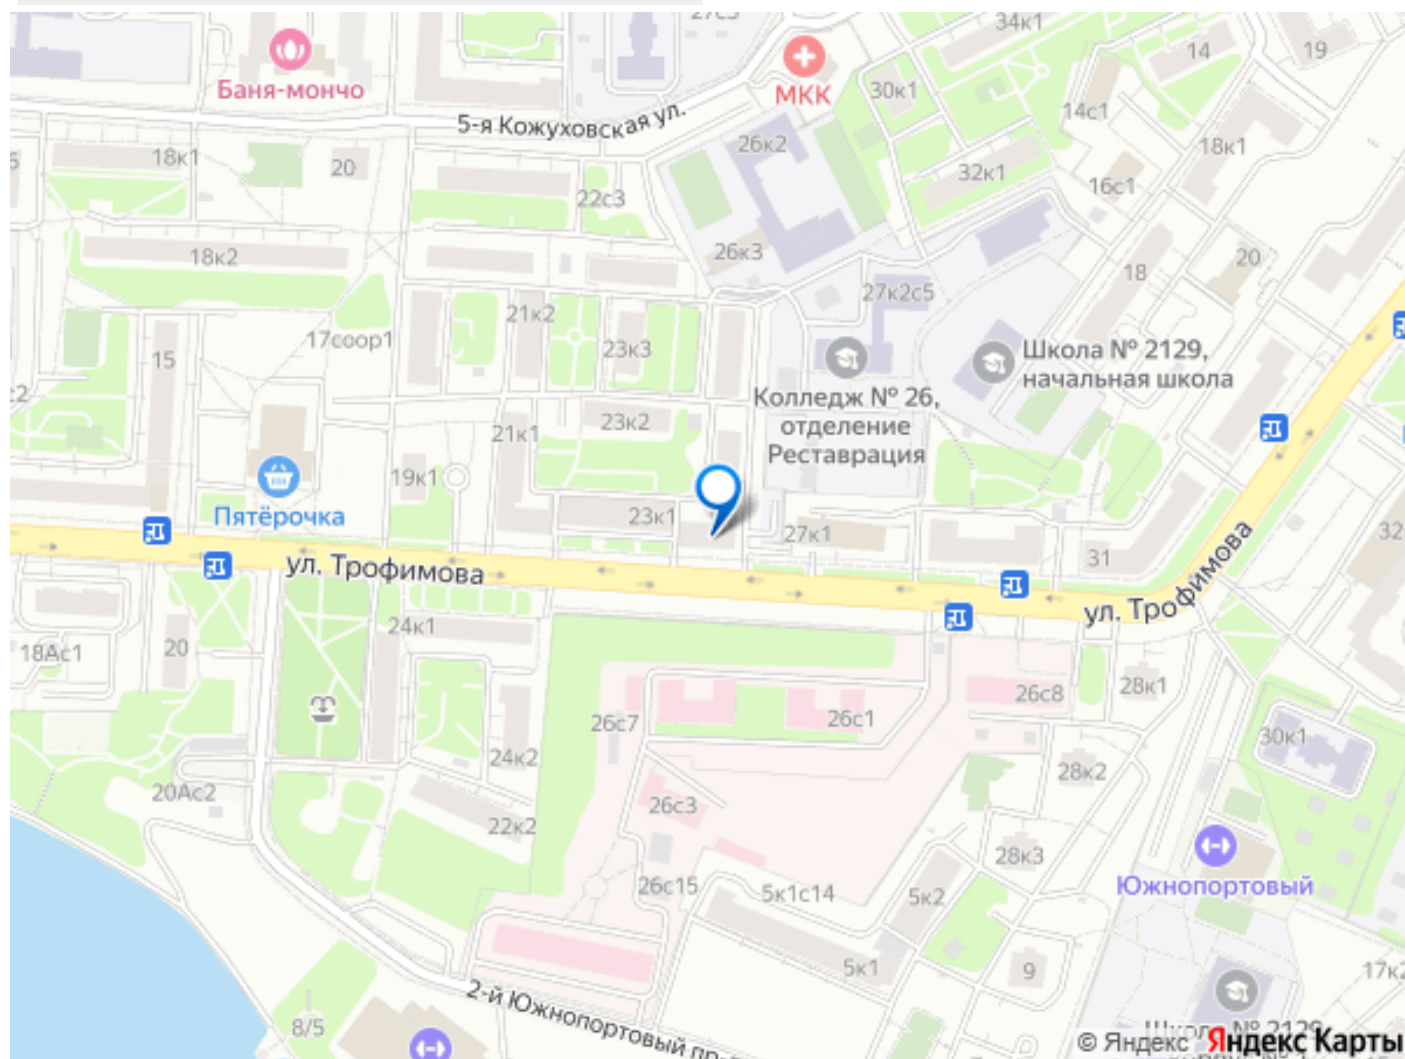 34к1
14
19
Баня-мончо
МКК
30к1
14с1
5-я Кожуховская ул.
18к1
20
26к2
18к1
32к1
16с1
22с3
18к2
26к3
20
18
27к2с5
21к2
17соор1
23к3
15
Школа № 2129,
начальная школа
Колледж № 26,
отделение
Реставрация
23к2
21к1
19к1
Пятёрочка
23к1
27к1
31
32
ул. Трофимова
ул. Трофимова
24к1
18Ас1
20
28к1
26с8
26с7
26с1
30к1
24к2
28к2
20Ас2
26с3
22к2
28к3
Южнопортовый
26с15
5к1с14
5к2
5к1
9
17к2
2-й Южнопортовый пр-
8/5
Школа № 2129,
© Яндекс Яндекс Карты